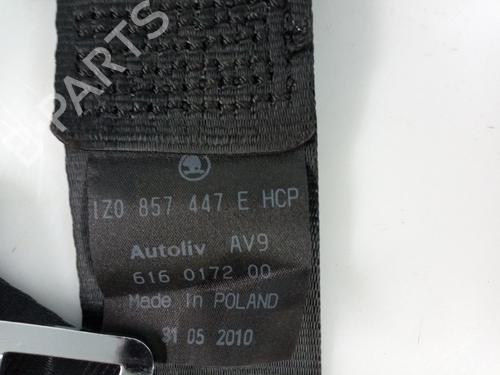 B-PARTS
1Z0 857 447 E HCP
Autoliv AV9
616 0172 00
Made In POLAND
31 05 2010